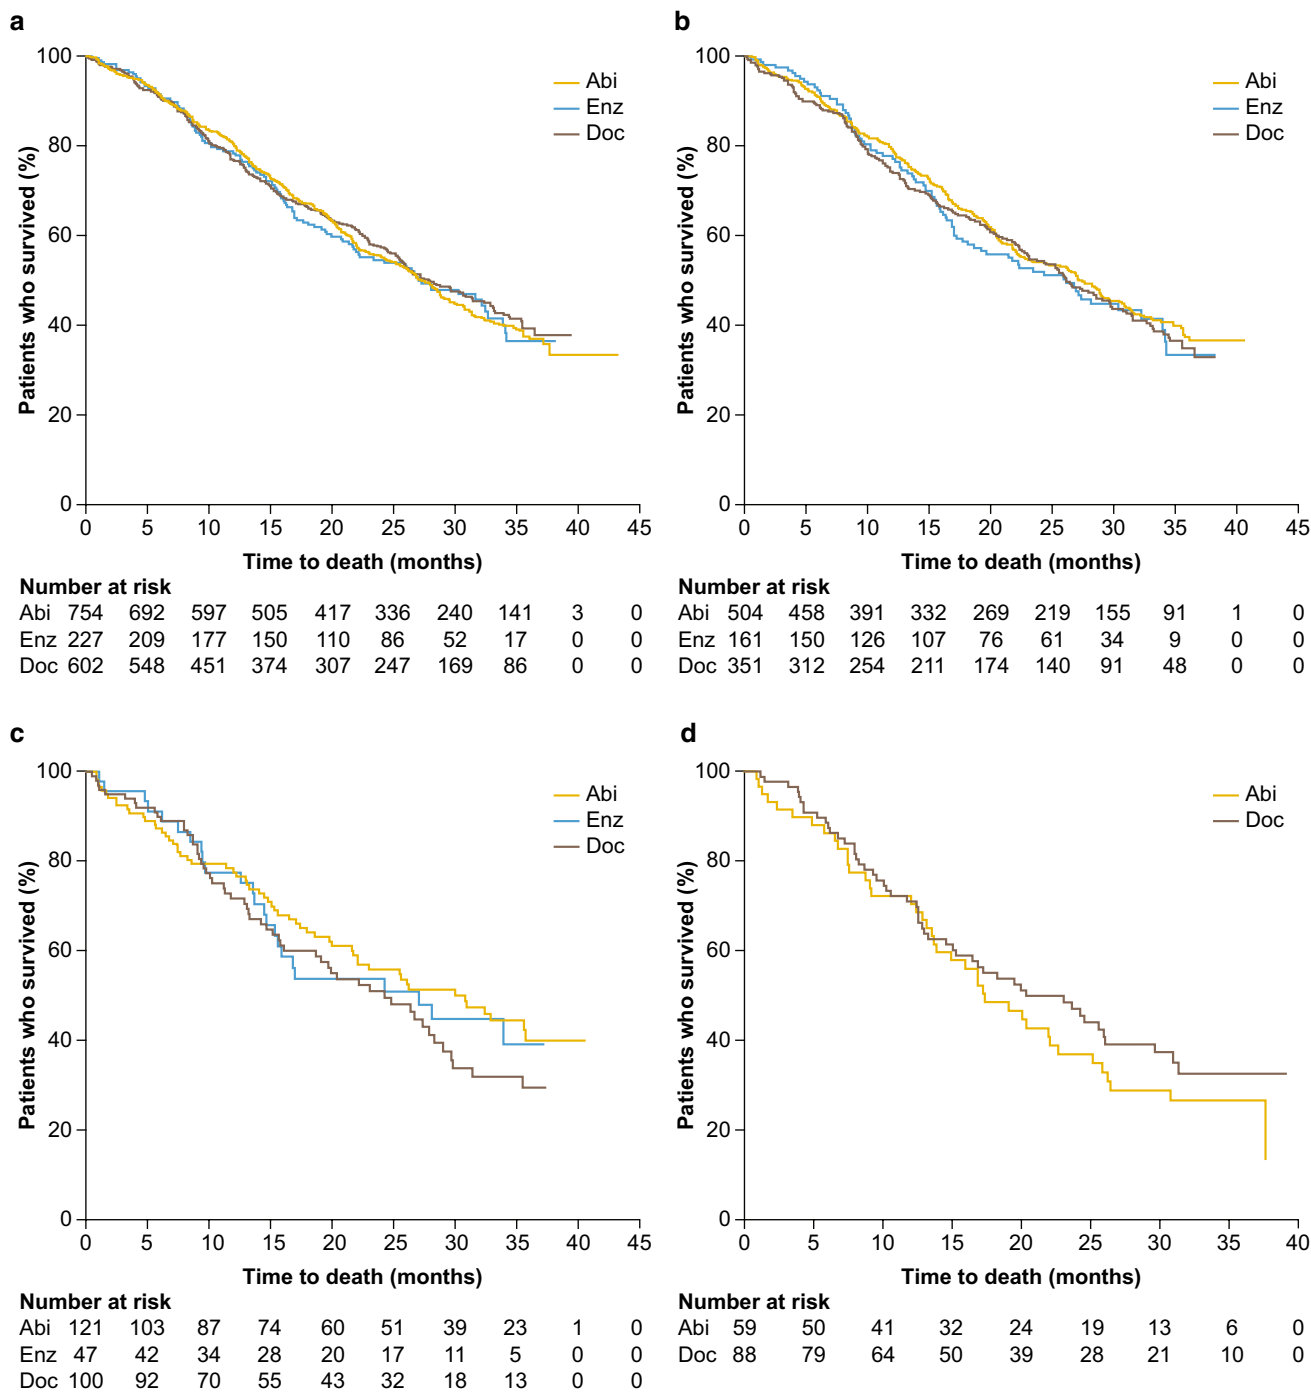 a
100
80
60
40
20
0
Patients who survived (%)
Abi
Enz
Doc
0 5 10 15 20 25 30 35 40 45
Time to death (months)
Number at risk
Abi 754 692 597 505 417 336 240 141 3 0
Enz 227 209 177 150 110 86 52 17 0 0
Doc 602 548 451 374 307 247 169 86 0 0
b
100
80
60
40
20
0
Patients who survived (%)
Abi
Enz
Doc
0 5 10 15 20 25 30 35 40 45
Time to death (months)
Number at risk
Abi 504 458 391 332 269 219 155 91 1 0
Enz 161 150 126 107 76 61 34 9 0 0
Doc 351 312 254 211 174 140 91 48 0 0
c
100
80
60
40
20
0
Patients who survived (%)
Abi
Enz
Doc
0 5 10 15 20 25 30 35 40 45
Time to death (months)
Number at risk
Abi 121 103 87 74 60 51 39 23 1 0
Enz 47 42 34 28 20 17 11 5 0 0
Doc 100 92 70 55 43 32 18 13 0 0
d
100
80
60
40
20
0
Patients who survived (%)
Abi
Doc
0 5 10 15 20 25 30 35 40
Time to death (months)
Number at risk
Abi 59 50 41 32 24 19 13 6 0
Doc 88 79 64 50 39 28 21 10 0